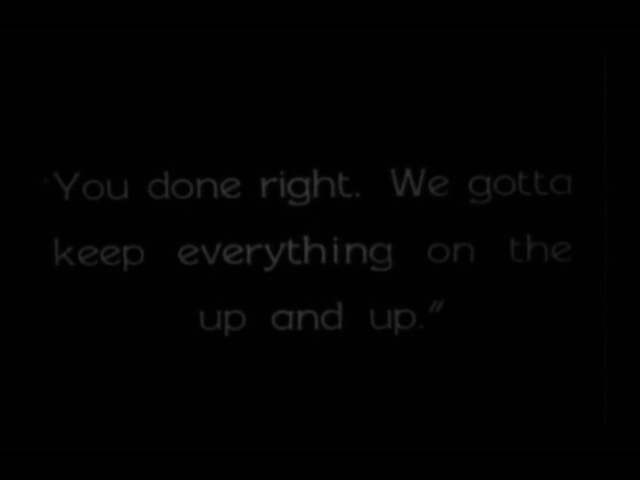 "You done right. We gotta
keep everything on the
up and up."